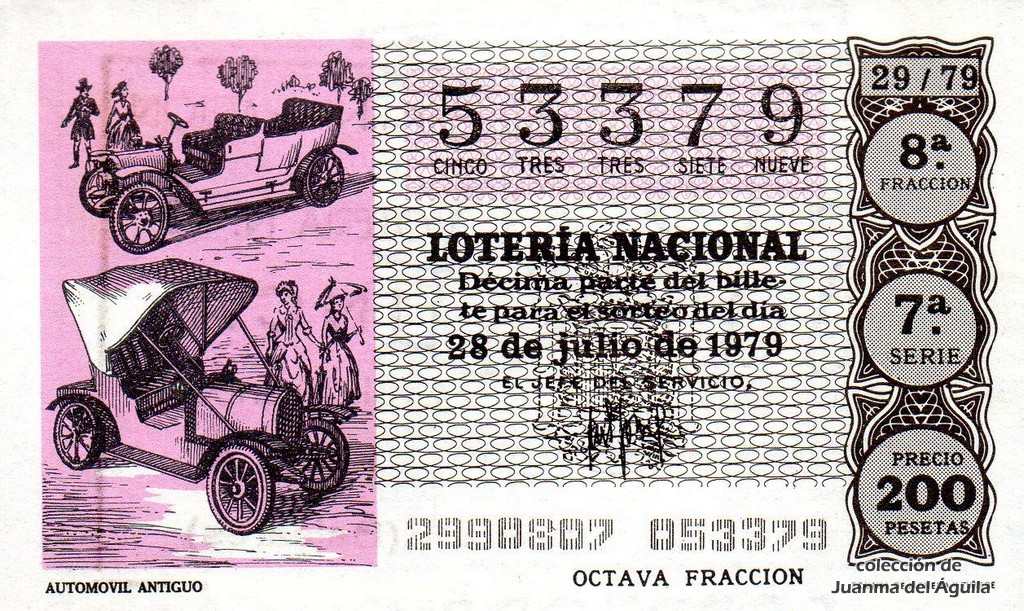 53379
CINCO TRES TRES SIETE NUEVE
LOTERÍA NACIONAL
Décima parte del bille-
te para el sorteo del día
28 de julio de 1979
EL JEFE DEL SERVICIO,
2990807 053379
OCTAVA FRACCION
AUTOMOVIL ANTIGUO
29/79
8ª.
FRACCION
7ª.
SERIE
PRECIO
200
PESETAS
colección de
Juanma del Águila